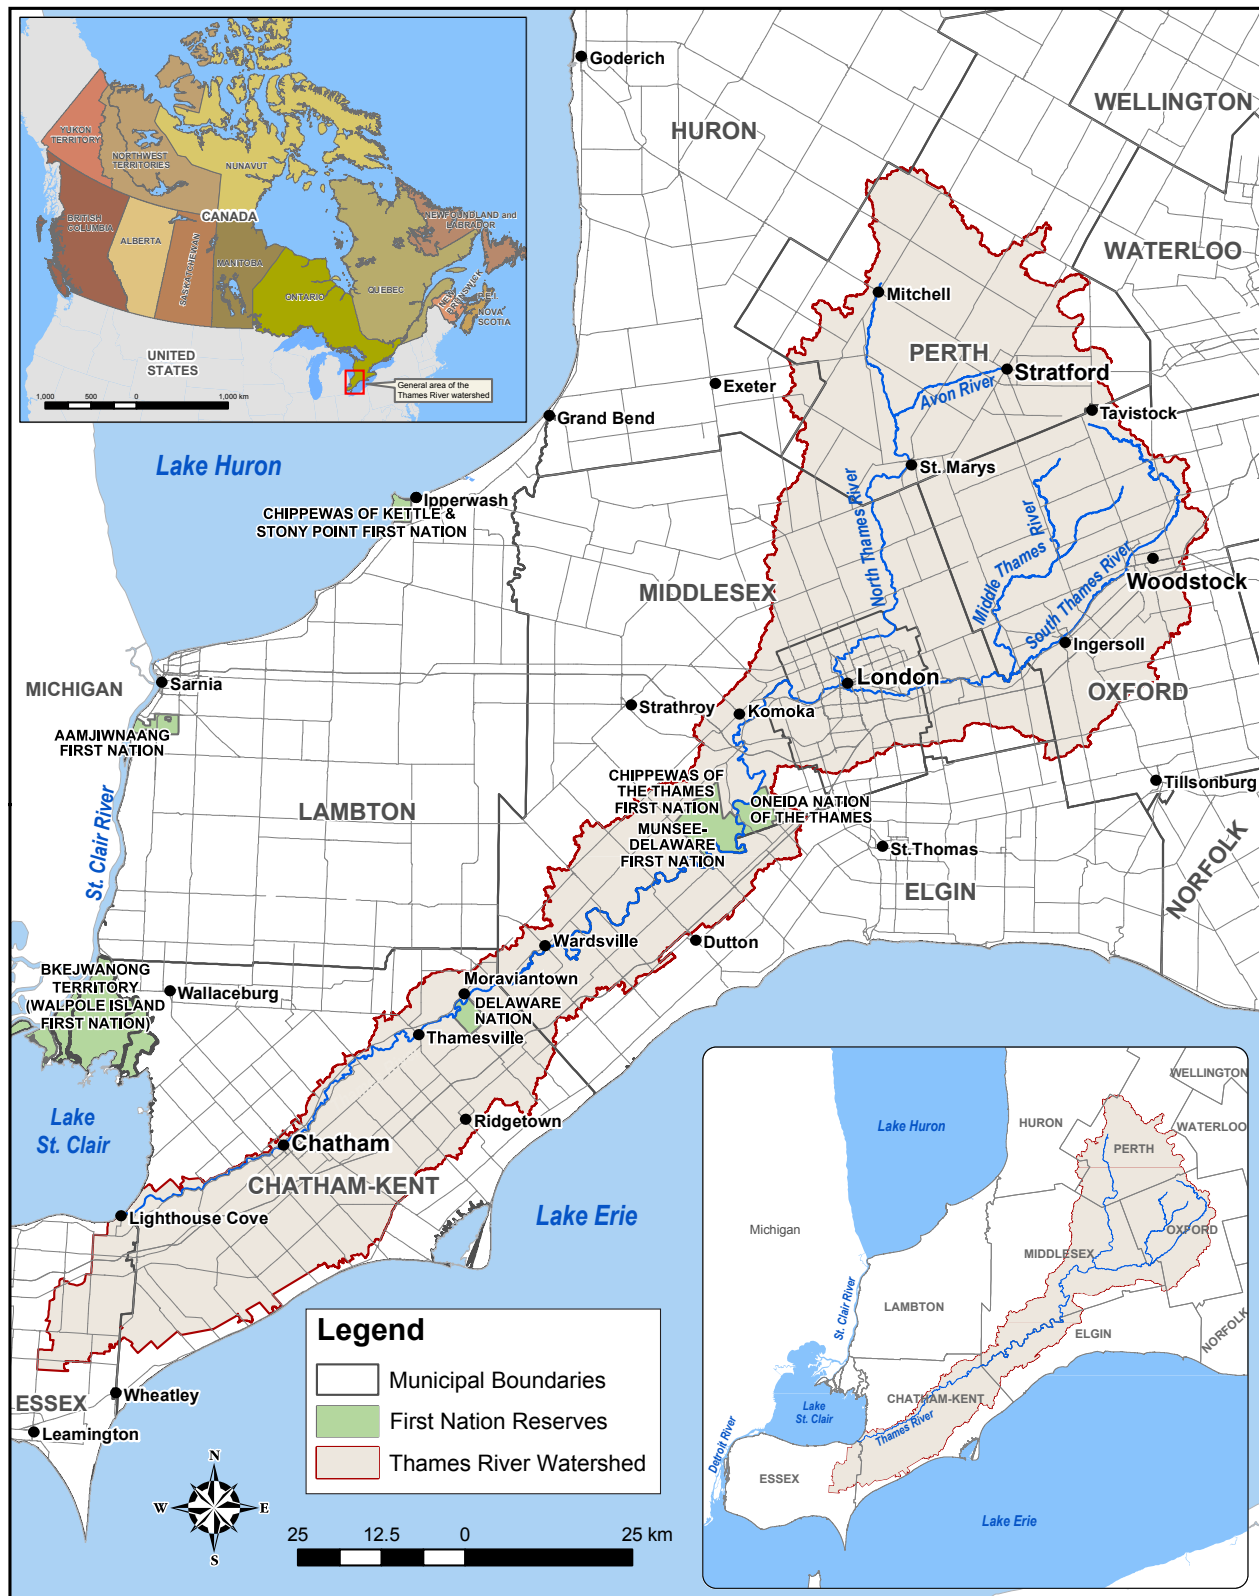 YUKON
TERRITORY
NORTHWEST
TERRITORIES
NUNAVUT
BRITISH
COLUMBIA
ALBERTA
SASKATCHEWAN
CANADA
MANITOBA
ONTARIO
QUEBEC
NEWFOUNDLAND and
LABRADOR
NEW
BRUNSWICK
P.E.I.
NOVA
SCOTIA
UNITED
STATES
General area of the
Thames River watershed
1,000 500 0 1,000 km
Goderich
HURON
WELLINGTON
WATERLOO
Mitchell
PERTH
Stratford
Avon River
Exeter
Tavistock
Grand Bend
Lake Huron
St. Marys
Ipperwash
CHIPPEWAS OF KETTLE &
STONY POINT FIRST NATION
North Thames River
Middle Thames River
South Thames River
Woodstock
MIDDLESEX
Ingersoll
London
OXFORD
MICHIGAN
Sarnia
Strathroy
Komoka
AAMJIWNAANG
FIRST NATION
CHIPPEWAS OF
THE THAMES
FIRST NATION
ONEIDA NATION
OF THE THAMES
MUNSEE-
DELAWARE
FIRST NATION
Tillsonburg
LAMBTON
St. Clair River
St.Thomas
ELGIN
NORFOLK
Wardsville
Dutton
BKEJWANONG
TERRITORY
(WALPOLE ISLAND
FIRST NATION)
Wallaceburg
Moraviantown
DELAWARE
NATION
Thamesville
Lake
St. Clair
Ridgetown
Chatham
CHATHAM-KENT
Lighthouse Cove
Lake Erie
ESSEX
Wheatley
Leamington
Legend
Municipal Boundaries
First Nation Reserves
Thames River Watershed
N
W E
S
25 12.5 0 25 km
WELLINGTON
HURON
WATERLOO
Lake Huron
PERTH
Michigan
OXFORD
MIDDLESEX
St. Clair River
LAMBTON
ELGIN
NORFOLK
CHATHAM-KENT
Lake
St. Clair
Thames River
Detroit River
ESSEX
Lake Erie